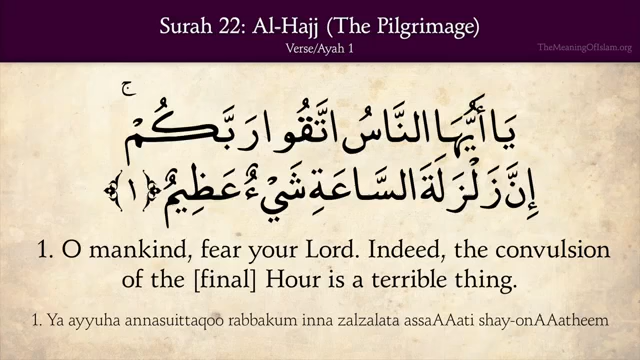 Surah 22: Al-Hajj (The Pilgrimage)
Verse/Ayah 1
TheMeaningOfIslam.org
يَا أَيُّهَا النَّاسُ اتَّقُوا رَبَّكُمْ ۚ
إِنَّ زَلْزَلَةَ السَّاعَةِ شَيْءٌ عَظِيمٌ ﴿١﴾
1. O mankind, fear your Lord. Indeed, the convulsion
of the [final] Hour is a terrible thing.
1. Ya ayyuha annasuittaqoo rabbakum inna zalzalata assaAAati shay-onAAatheem